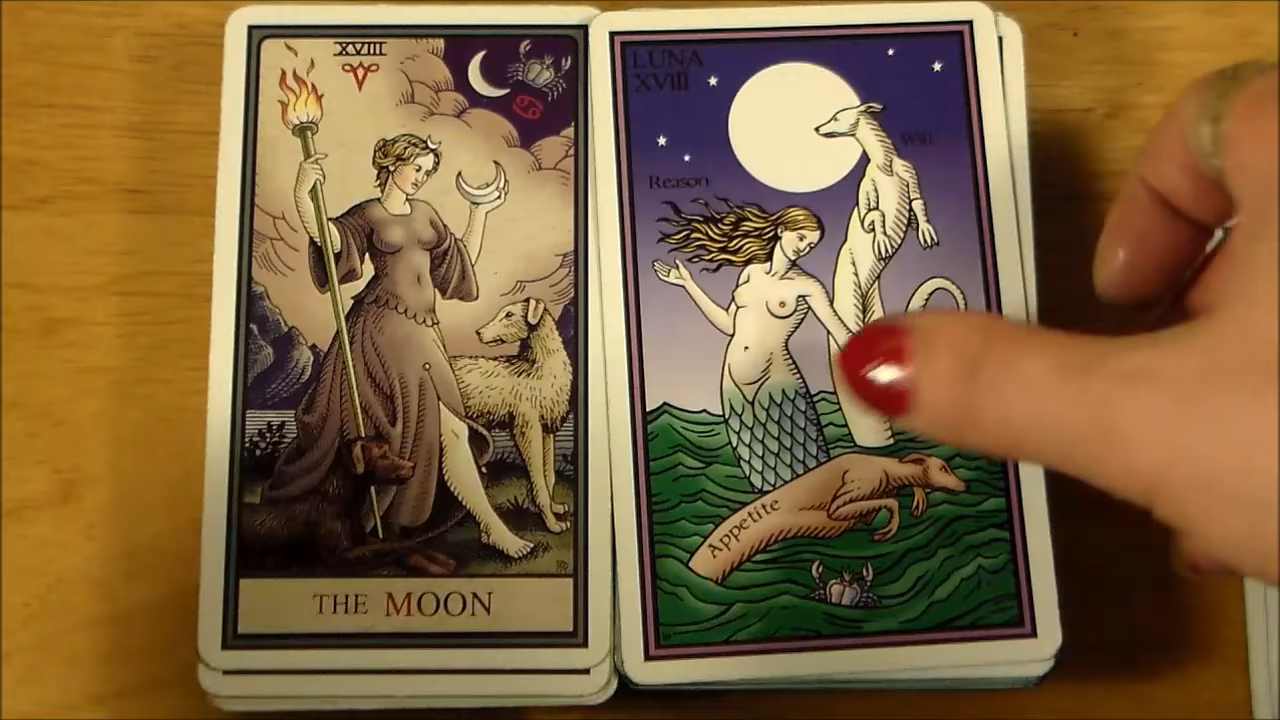 XVIII
THE MOON
LUNA
XVIII
Will
Reason
Appetite